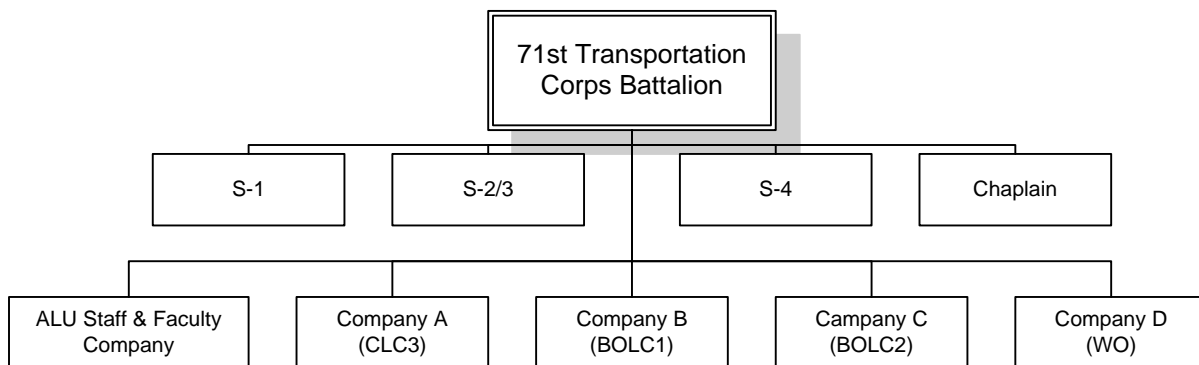 71st Transportation
Corps Battalion
S-1
S-2/3
S-4
Chaplain
ALU Staff & Faculty
Company
Company A
(CLC3)
Company B
(BOLC1)
Campany C
(BOLC2)
Company D
(WO)